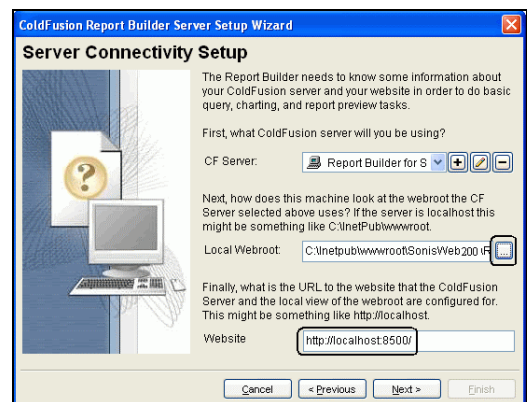 ColdFusion Report Builder Server Setup Wizard
Server Connectivity Setup
The Report Builder needs to know some information about
your ColdFusion server and your website in order to do basic
query, charting, and report preview tasks.
First, what ColdFusion server will you be using?
CF Server: Report Builder for S
Next, how does this machine look at the webroot the CF
Server selected above uses? If the server is localhost this
might be something like C:\InetPub\wwwroot.
Local Webroot: C:\Inetpub\wwwroot\SonisWeb200\R ...
Finally, what is the URL to the website that the ColdFusion
Server and the local view of the webroot are configured for.
This might be something like http://localhost.
Website http://localhost:8500/
Cancel < Previous Next > Finish